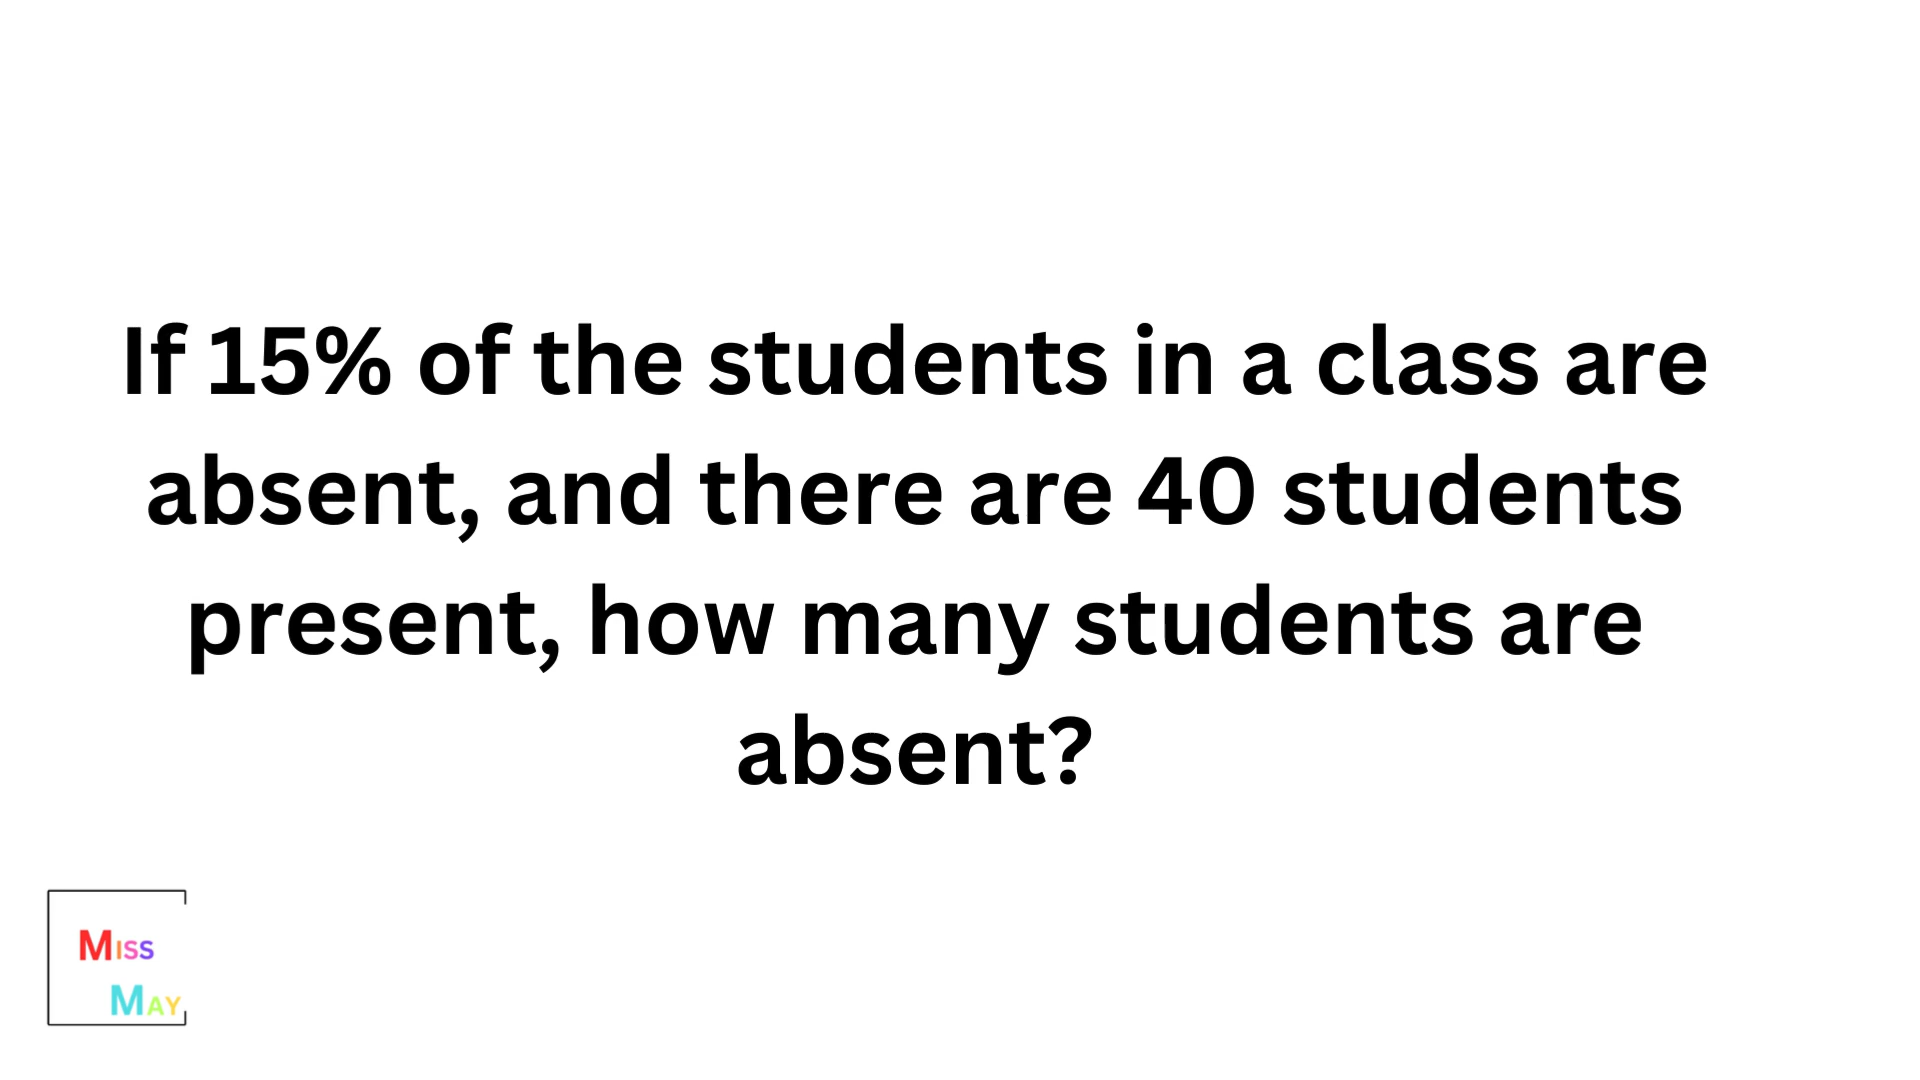 If 15% of the students in a class are
absent, and there are 40 students
present, how many students are
absent?
Miss
May